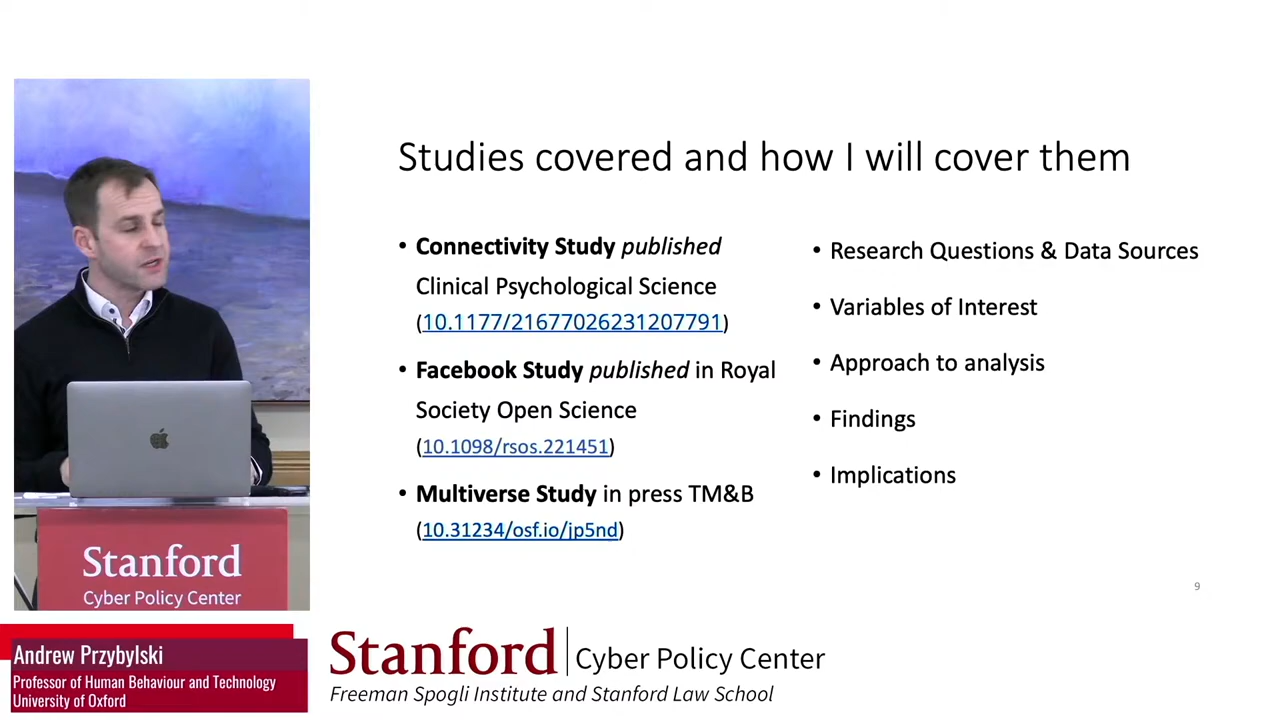 Studies covered and how I will cover them
• Connectivity Study published
Clinical Psychological Science
(10.1177/21677026231207791)
• Facebook Study published in Royal
Society Open Science
(10.1098/rsos.221451)
• Multiverse Study in press TM&B
(10.31234/osf.io/jp5nd)
• Research Questions & Data Sources
• Variables of Interest
• Approach to analysis
• Findings
• Implications
9
Stanford
Cyber Policy Center
Andrew Przybylski
Professor of Human Behaviour and Technology
University of Oxford
Stanford Cyber Policy Center
Freeman Spogli Institute and Stanford Law School